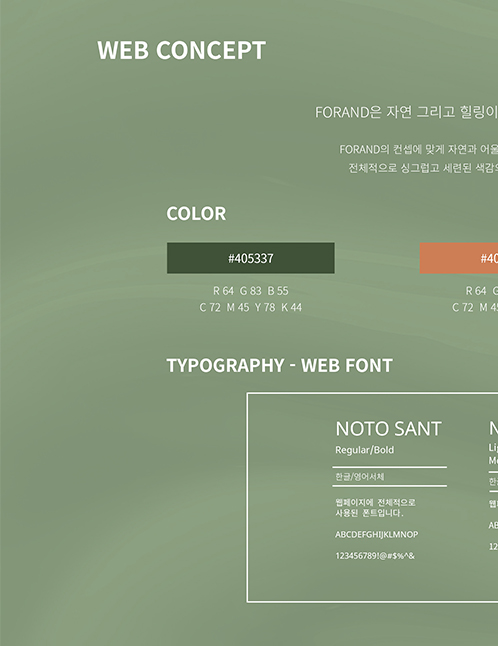 WEB CONCEPT
FORAND은 자연 그리고 힐링이
FORAND의 컨셉에 맞게 자연과 어울
전체적으로 싱그럽고 세련된 색감의
COLOR
#405337
#40
R 64 G 83 B 55
R 64 G
C 72 M 45 Y 78 K 44
C 72 M 45
TYPOGRAPHY - WEB FONT
NOTO SANT
Regular/Bold
한글/영어서체
웹페이지에 전체적으로
사용된 폰트입니다.
ABCDEFGHIJKLMNOP
123456789!@#$%^&
N
Li
Me
한글
웹
AB
12